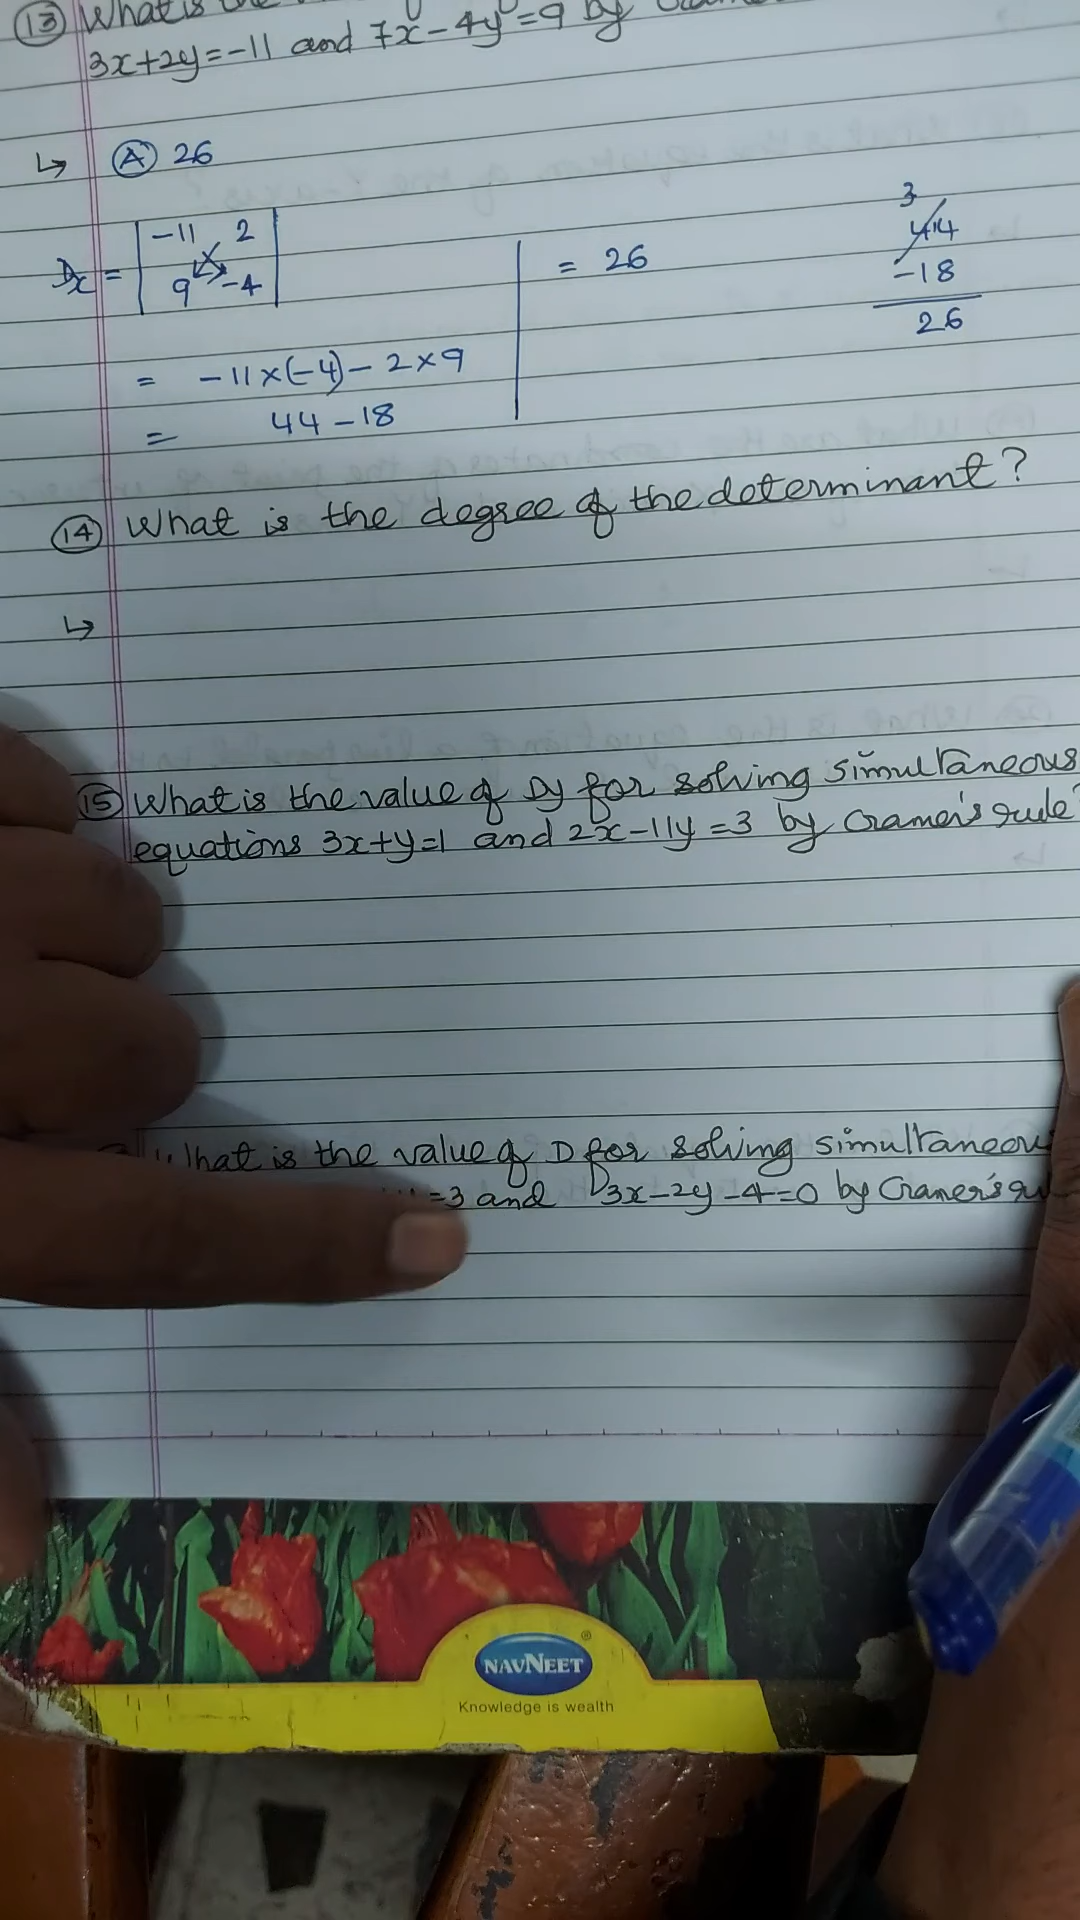 (13) What is the
3x+2y=-11 and 7x-4y=9 by
↳ (A) 26
Dx = | -11 2 |
| 9 -4 |
= -11×(-4)-2×9
= 44-18
= 26
3
414
-18
26
(14) What is the degree of the determinant?
↳
(15) What is the value of Dy for solving simultaneous
equations 3x+y=1 and 2x-11y=3 by Cramer's rule?
What is the value of D for solving simultaneou
=3 and 3x-2y-4=0 by Cramer's ru
NAVNEET ®
Knowledge is wealth